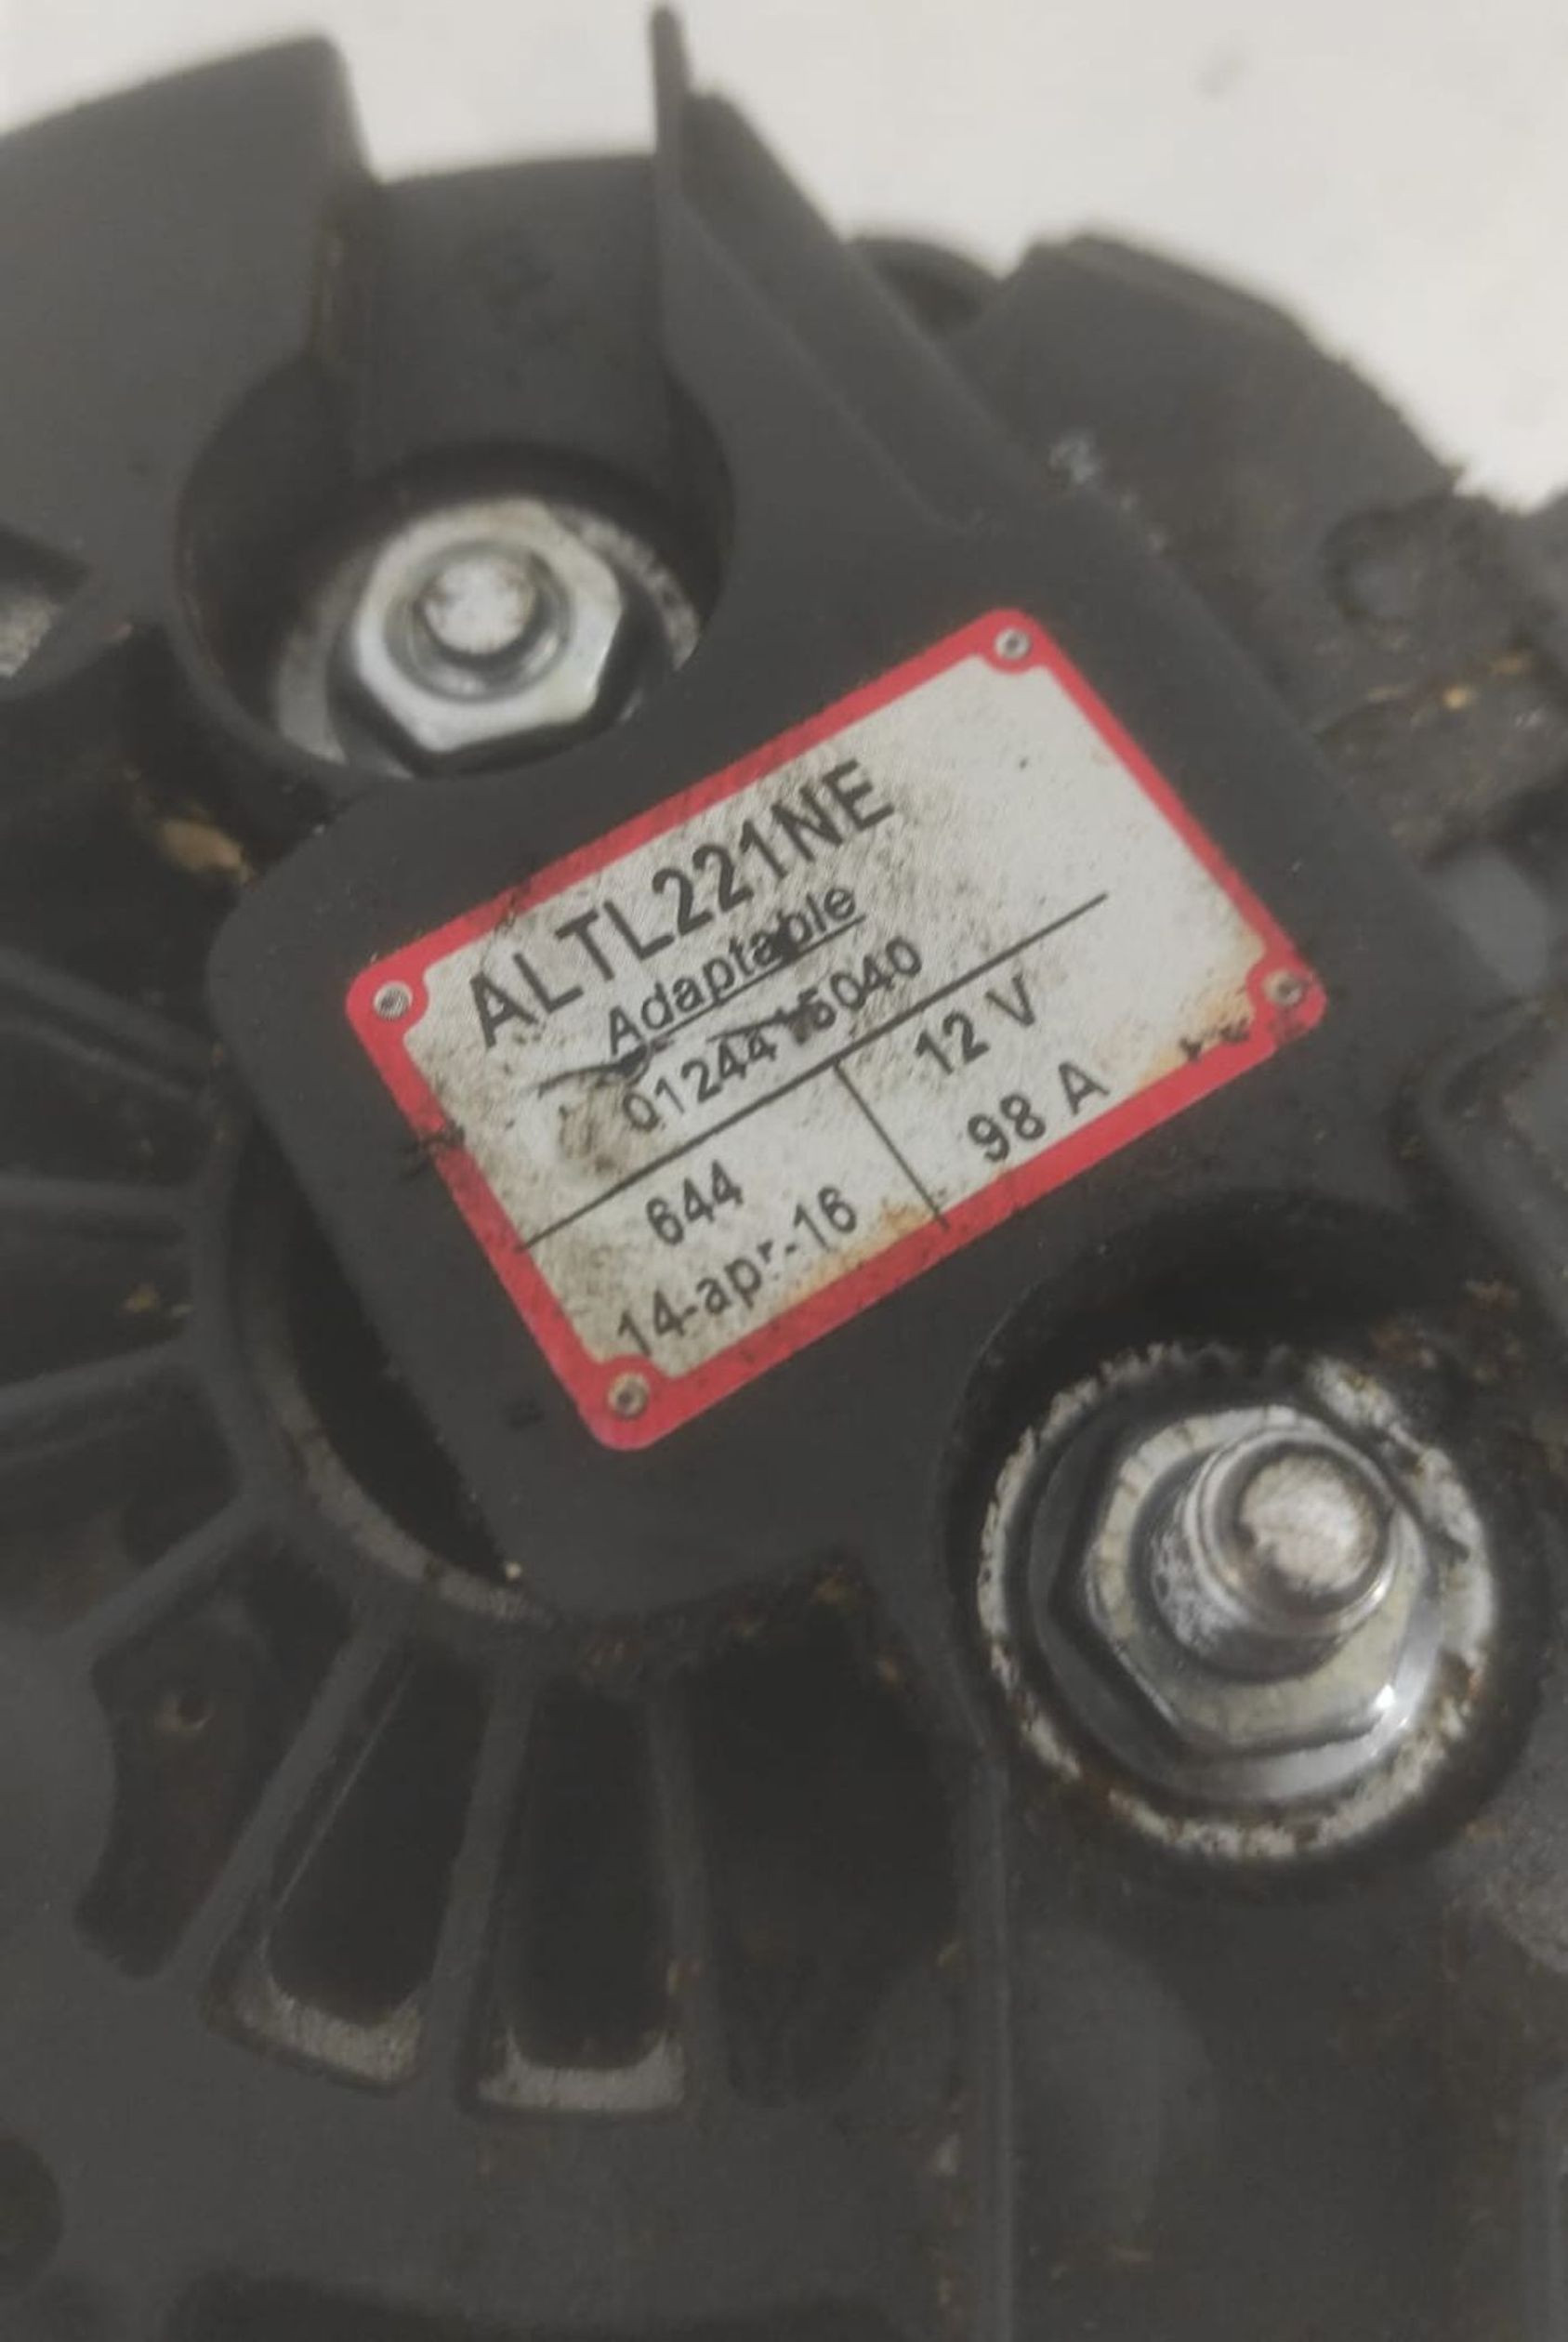 ALTL221NE
Adaptable
0124415040
644
14-apr.-16
12 V
98 A